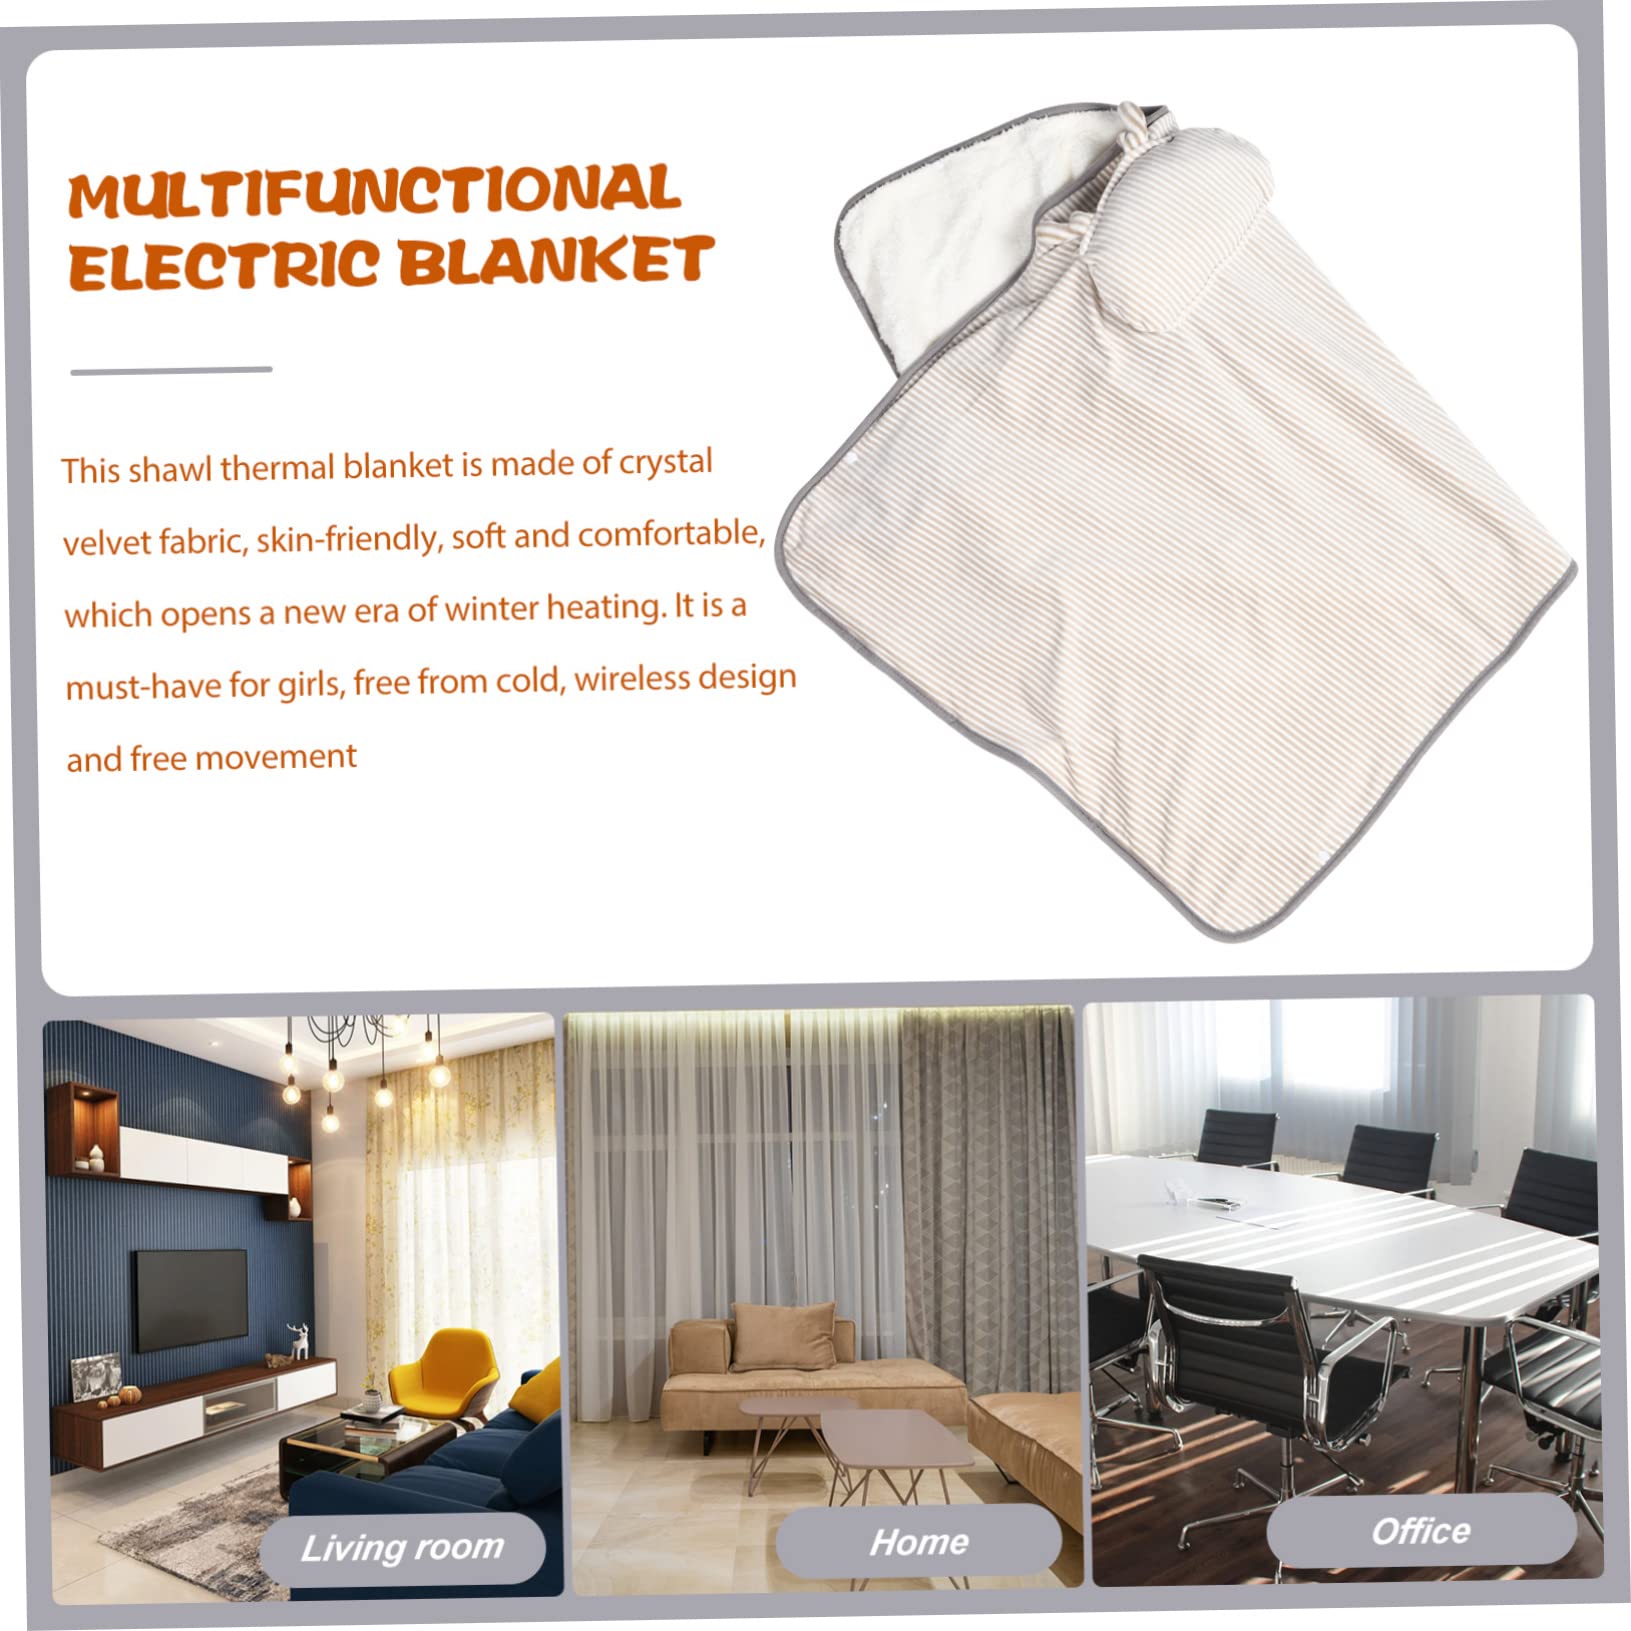 MULTIFUNCTIONAL
ELECTRIC BLANKET
This shawl thermal blanket is made of crystal
velvet fabric, skin-friendly, soft and comfortable,
which opens a new era of winter heating. It is a
must-have for girls, free from cold, wireless design
and free movement
Living room
Home
Office